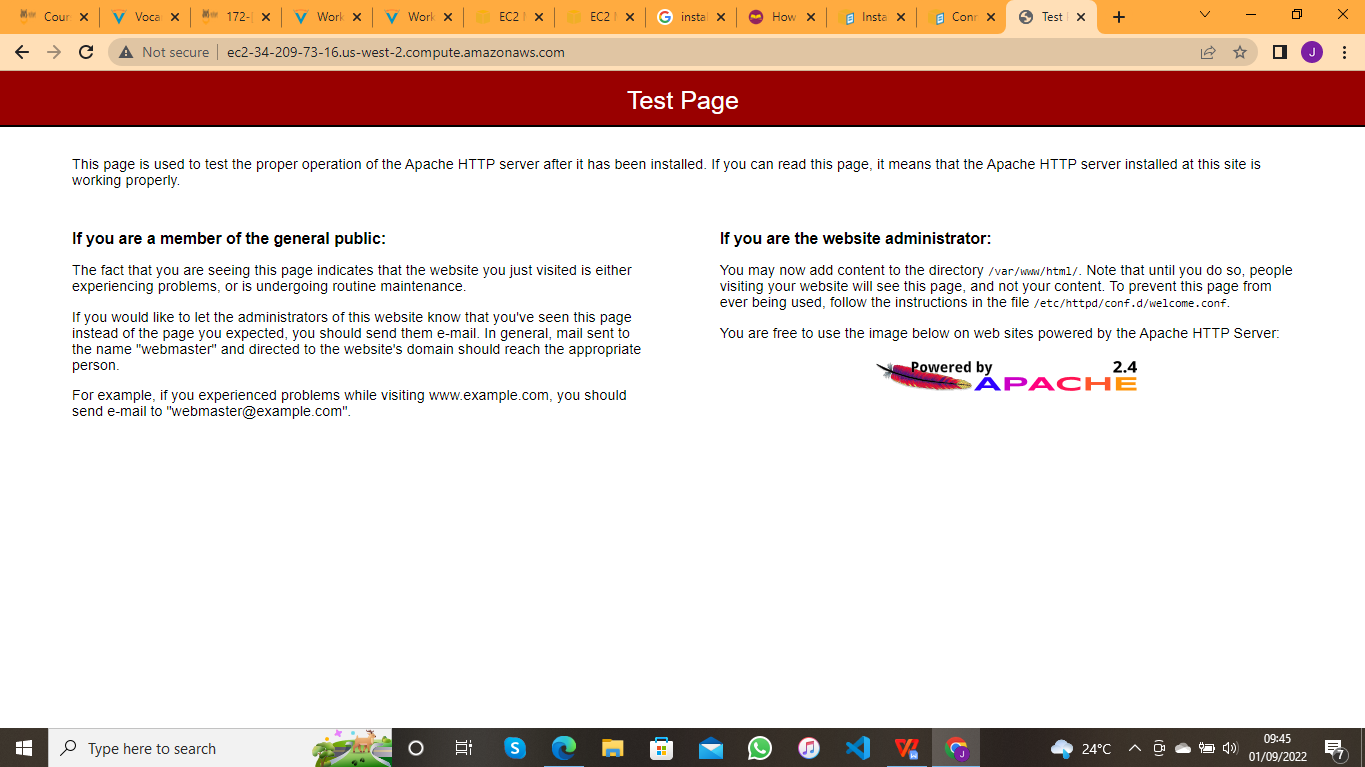 Cour
Voca
172-
Work
Work
EC2
EC2
instal
How
Insta
Conn
Test
Not secure
ec2-34-209-73-16.us-west-2.compute.amazonaws.com
J
Test Page
This page is used to test the proper operation of the Apache HTTP server after it has been installed. If you can read this page, it means that the Apache HTTP server installed at this site is
working properly.
If you are a member of the general public:
The fact that you are seeing this page indicates that the website you just visited is either
experiencing problems, or is undergoing routine maintenance.
If you would like to let the administrators of this website know that you've seen this page
instead of the page you expected, you should send them e-mail. In general, mail sent to
the name "webmaster" and directed to the website's domain should reach the appropriate
person.
For example, if you experienced problems while visiting www.example.com, you should
send e-mail to "webmaster@example.com".
If you are the website administrator:
You may now add content to the directory /var/www/html/. Note that until you do so, people
visiting your website will see this page, and not your content. To prevent this page from
ever being used, follow the instructions in the file /etc/httpd/conf.d/welcome.conf.
You are free to use the image below on web sites powered by the Apache HTTP Server:
Powered by 2.4
APACHE
Type here to search
24°C
09:45
01/09/2022
7